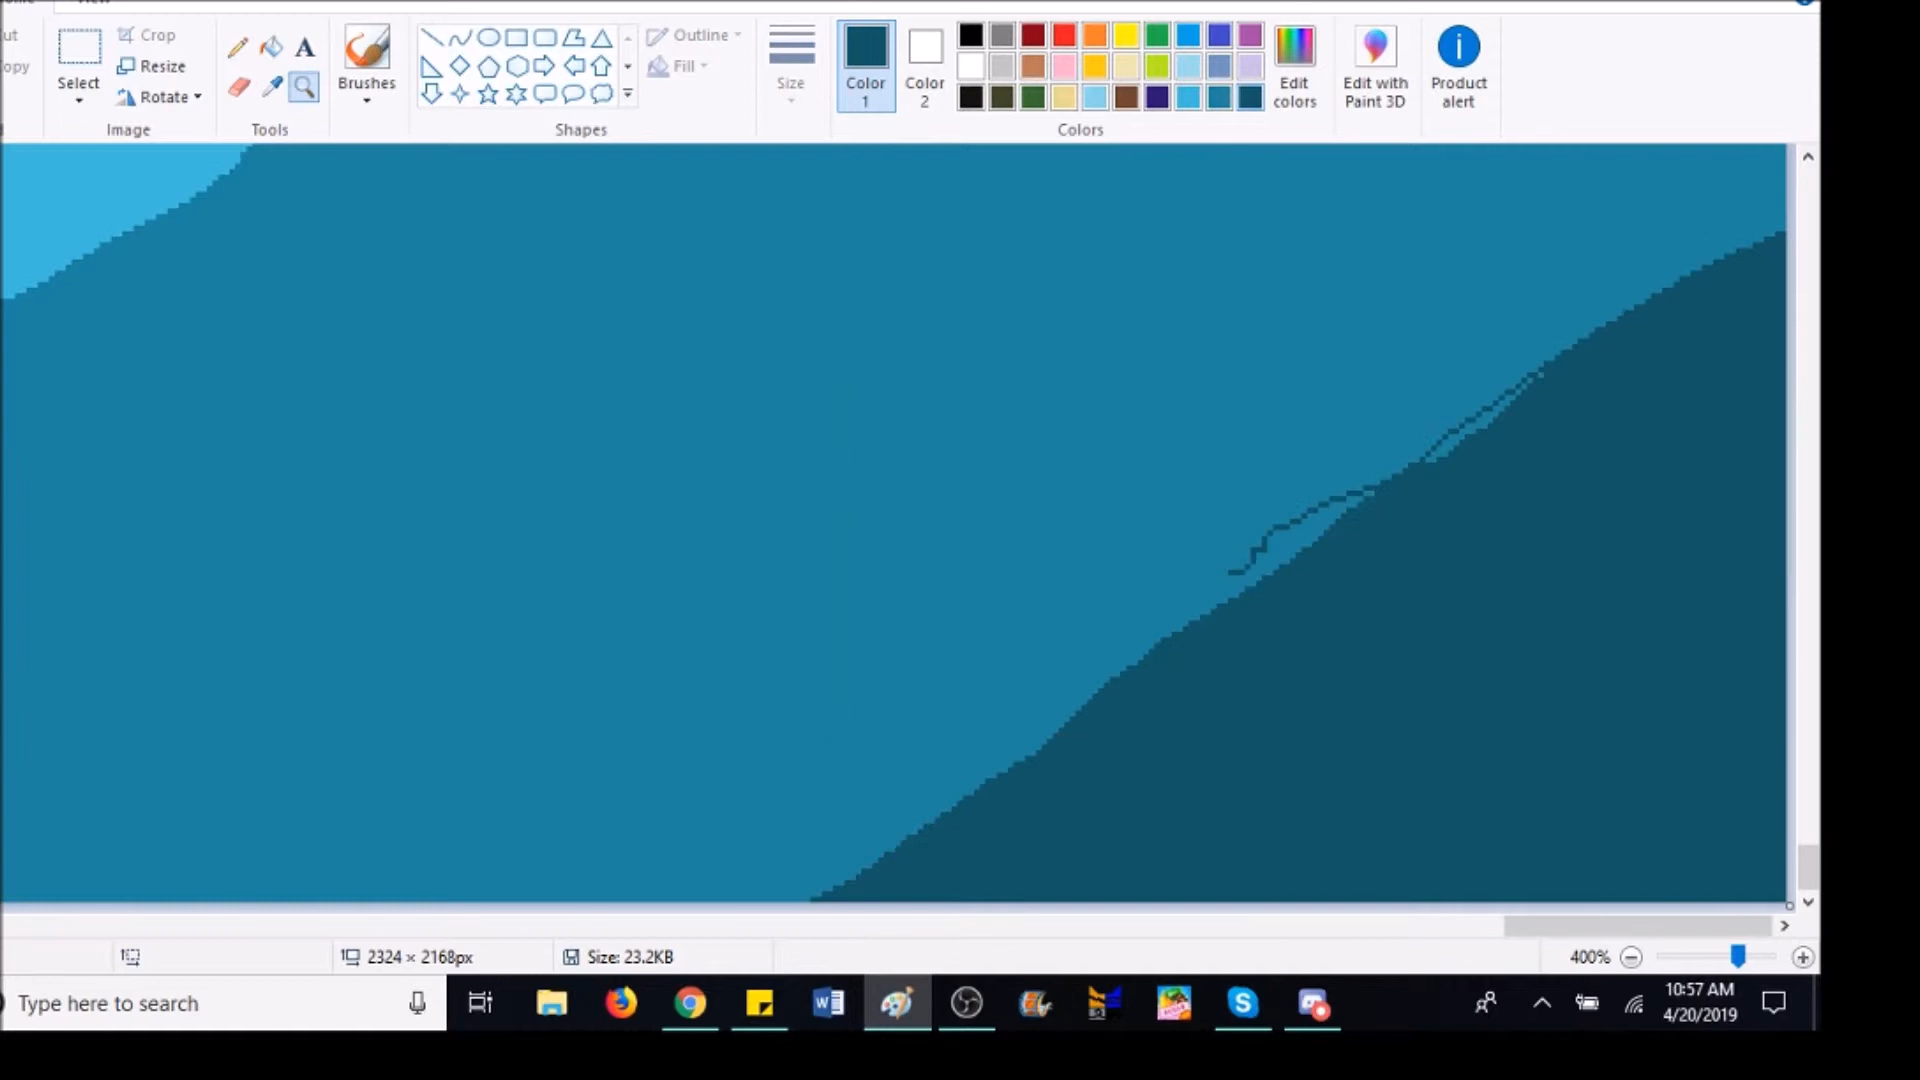 Crop
Outline
Resize
Fill
Select
Rotate
A
Brushes
Size
Color 1
Color 2
Edit colors
Edit with Paint 3D
Product alert
Image
Tools
Shapes
Colors
2324 × 2168px
Size: 23.2KB
400%
Type here to search
10:57 AM
4/20/2019